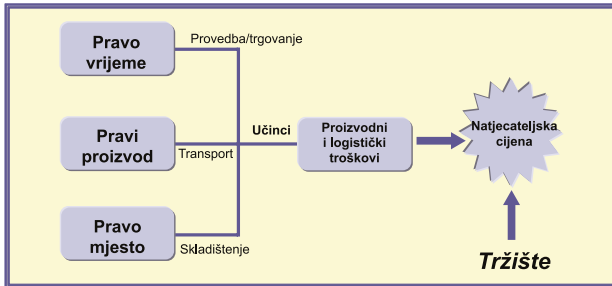 Pravo
vrijeme
Provedba/trgovanje
Pravi
proizvod
Transport
Učinci
Proizvodni
i logistički
troškovi
Natjecateljska
cijena
Pravo
mjesto
Skladištenje
Tržište